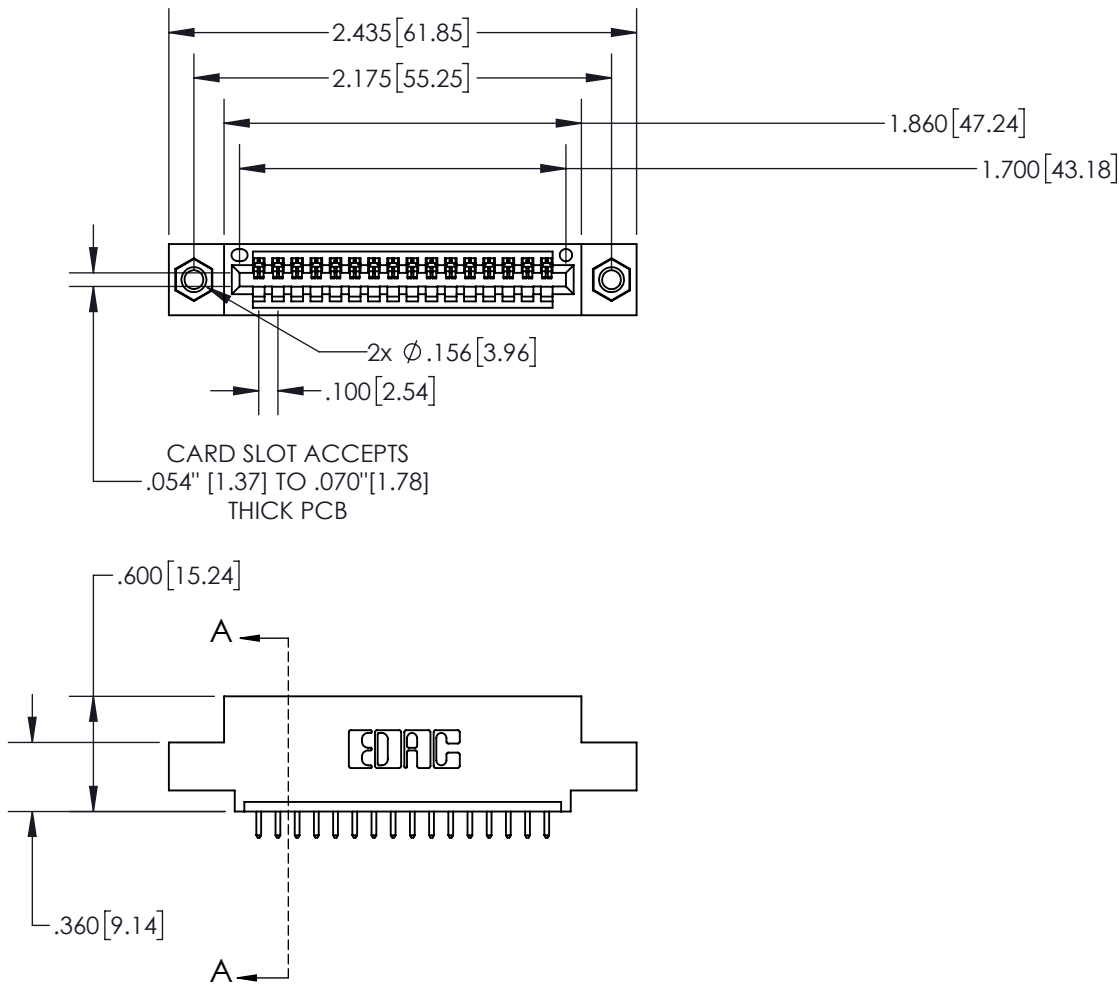 2.435[61.85]
2.175[55.25]
1.860[47.24]
1.700[43.18]
2x Ø.156[3.96]
.100[2.54]
CARD SLOT ACCEPTS
.054" [1.37] TO .070"[1.78]
THICK PCB
.600[15.24]
A
EDAC
.360[9.14]
A